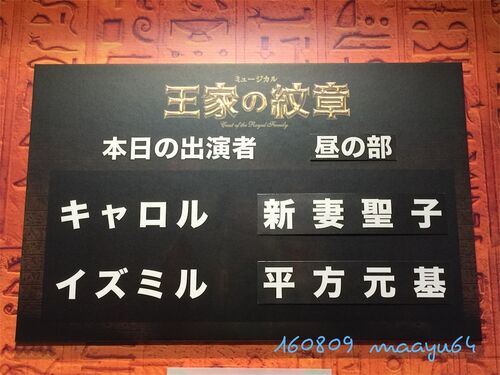 ミュージカル
王家の紋章
Crest of the Royal Family
本日の出演者 昼の部
キャロル 新妻聖子
イズミル 平方元基
160809 maayu64